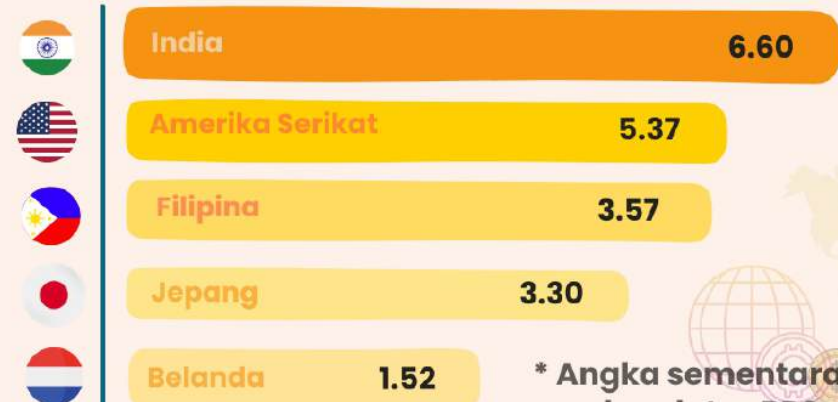 India 6.60
Amerika Serikat 5.37
Filipina 3.57
Jepang 3.30
Belanda 1.52
* Angka sementara